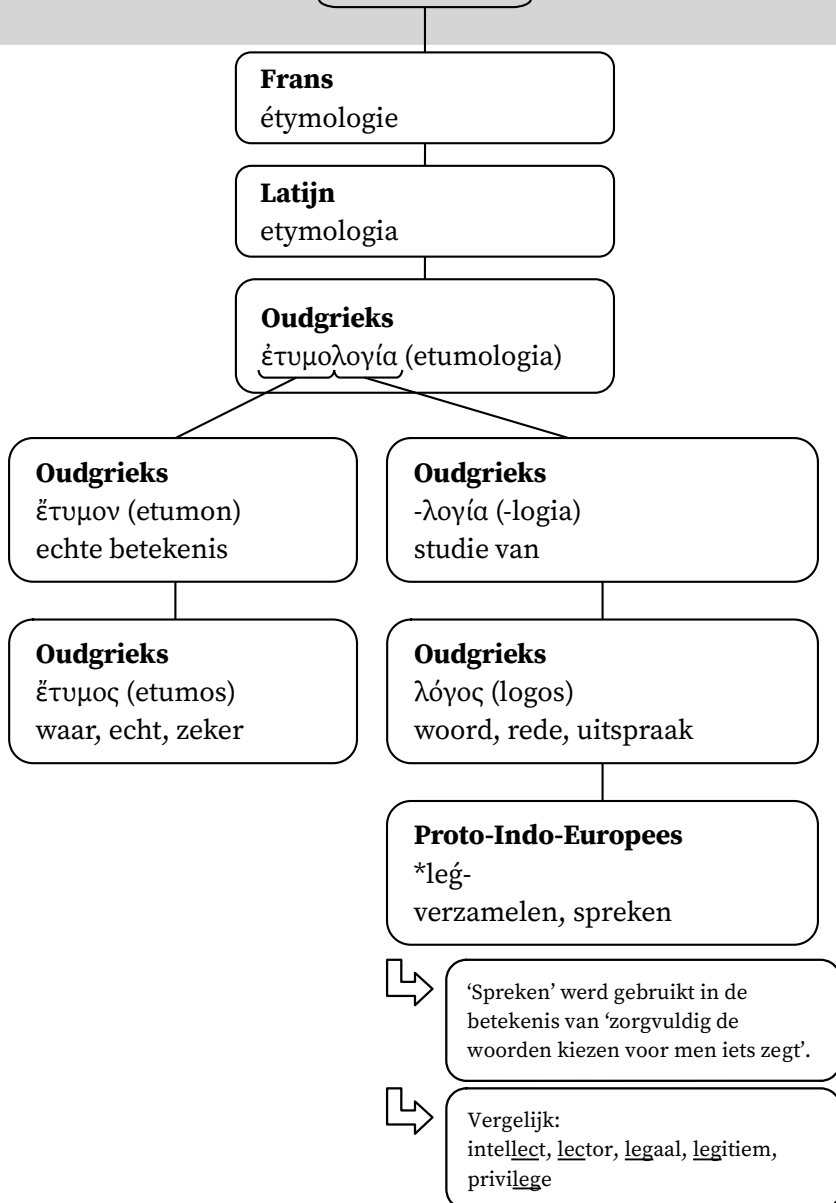 Frans
étymologie
Latijn
etymologia
Oudgrieks
ἐτυμολογία (etumologia)
Oudgrieks
ἔτυμον (etumon)
echte betekenis
Oudgrieks
-λογία (-logia)
studie van
Oudgrieks
ἔτυμος (etumos)
waar, echt, zeker
Oudgrieks
λόγος (logos)
woord, rede, uitspraak
Proto-Indo-Europees
*leǵ-
verzamelen, spreken
‘Spreken’ werd gebruikt in de
betekenis van ‘zorgvuldig de
woorden kiezen voor men iets zegt’.
Vergelijk:
intellect, lector, legaal, legitiem,
privilege